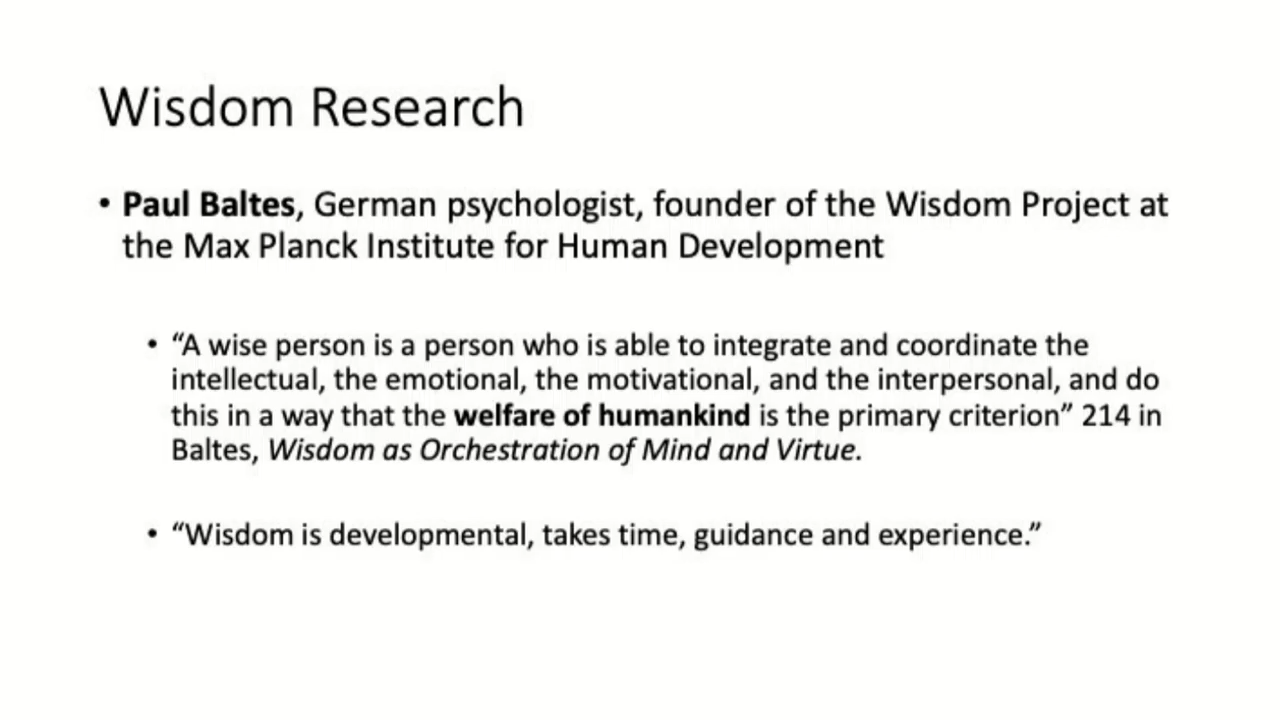 Wisdom Research
• Paul Baltes, German psychologist, founder of the Wisdom Project at
the Max Planck Institute for Human Development
• “A wise person is a person who is able to integrate and coordinate the
intellectual, the emotional, the motivational, and the interpersonal, and do
this in a way that the welfare of humankind is the primary criterion” 214 in
Baltes, Wisdom as Orchestration of Mind and Virtue.
• “Wisdom is developmental, takes time, guidance and experience.”